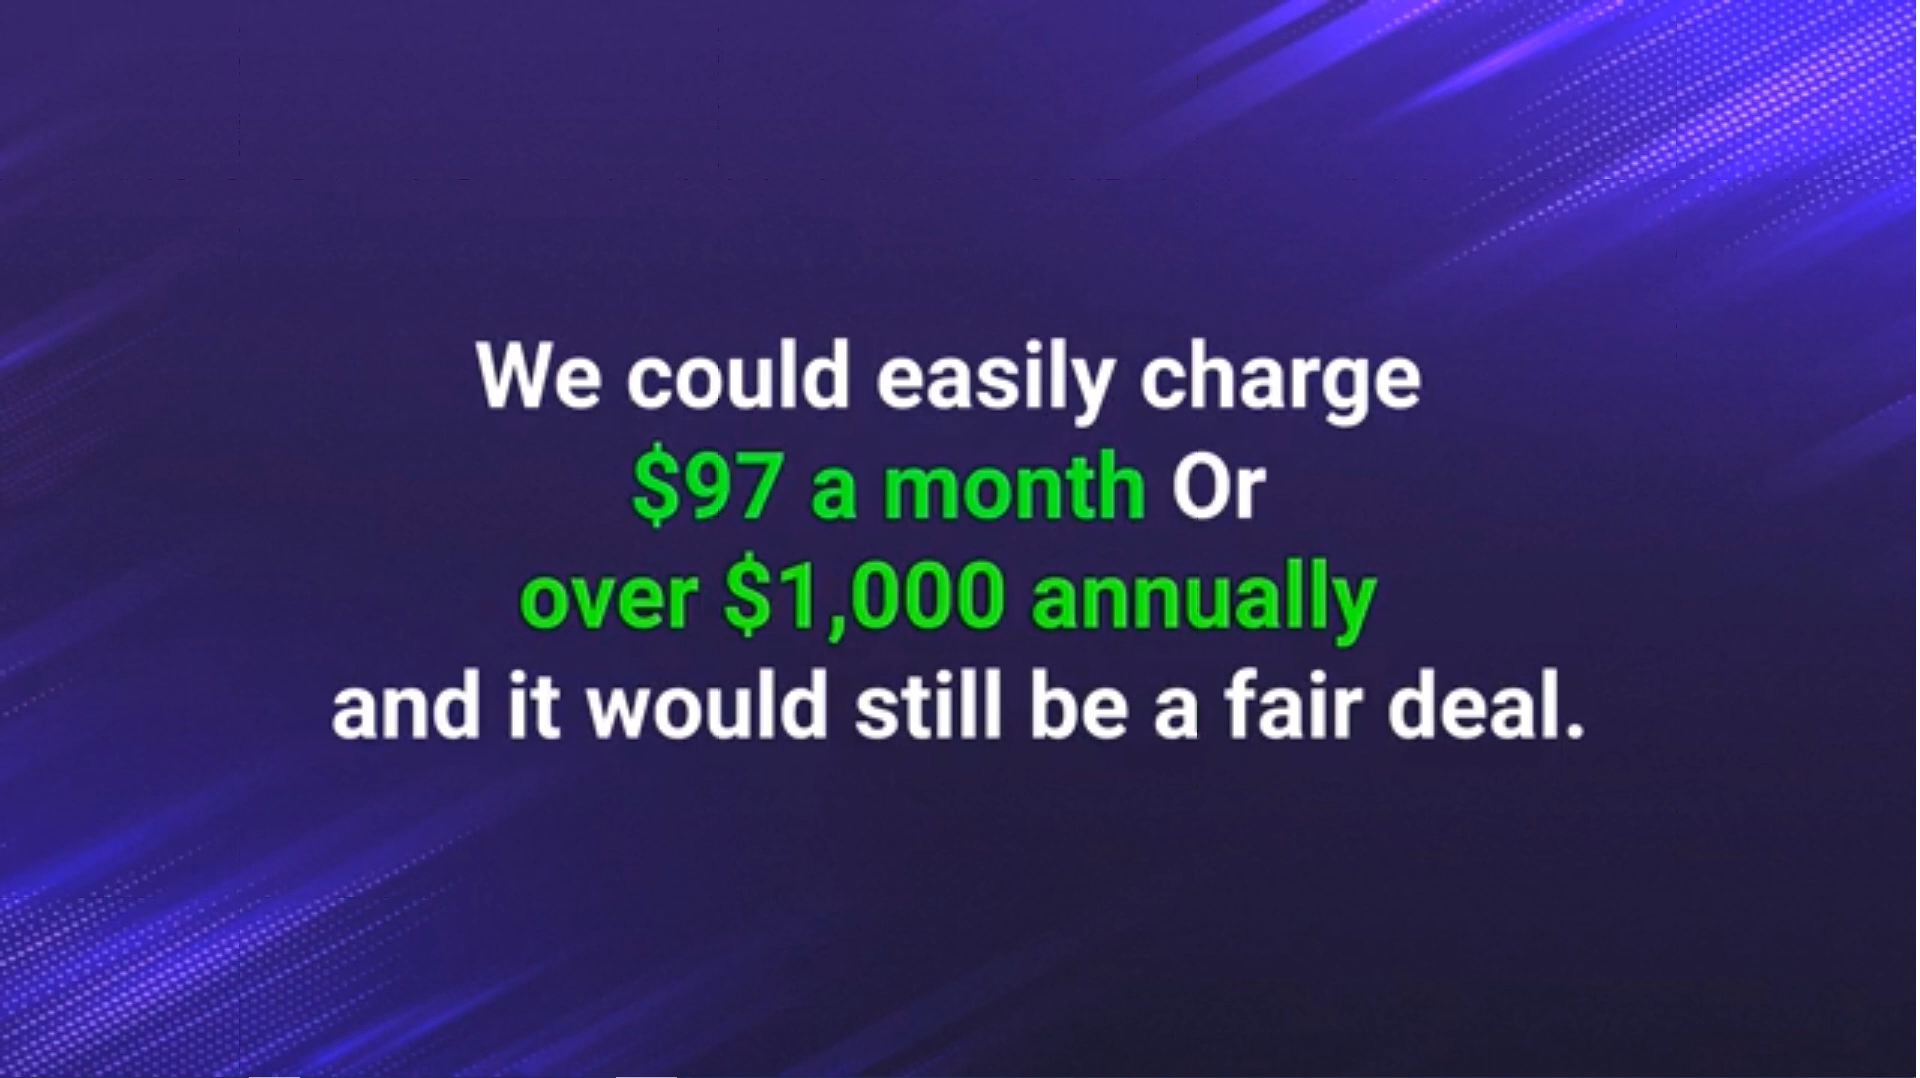 We could easily charge
$97 a month Or
over $1,000 annually
and it would still be a fair deal.